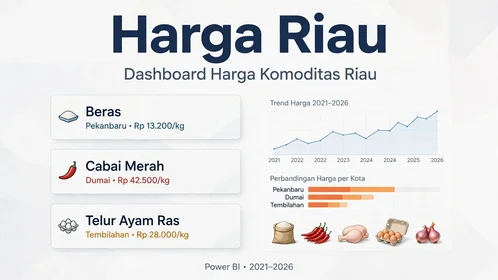 Harga Riau
Dashboard Harga Komoditas Riau
Beras
Pekanbaru • Rp 13.200/kg
Cabai Merah
Dumai • Rp 42.500/kg
Telur Ayam Ras
Tembilahan • Rp 28.000/kg
Trend Harga 2021–2026
2021 2022 2022 2023 2024 2024 2025 2026
Perbandingan Harga per Kota
Pekanbaru
Dumai
Tembilahan
Power BI • 2021–2026